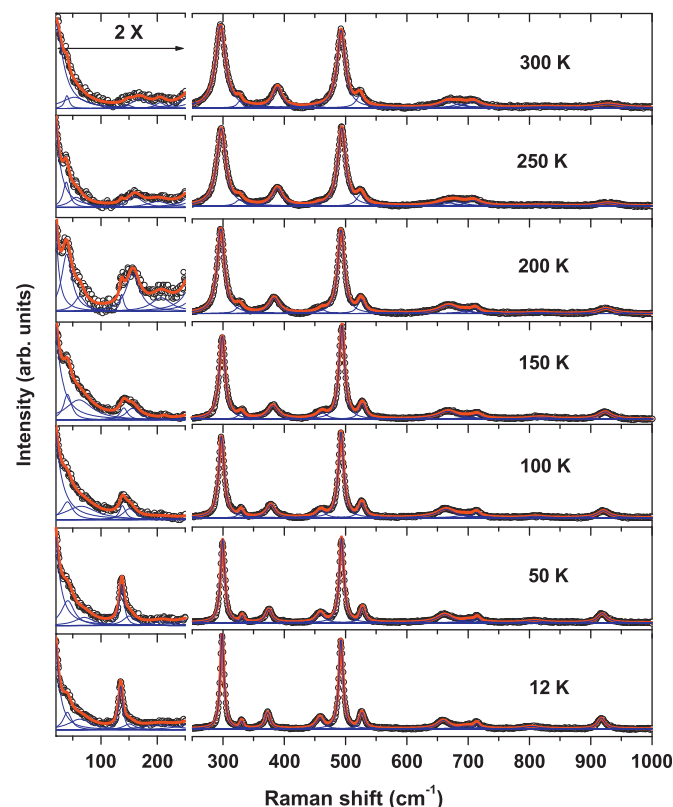 2 X
300 K
250 K
200 K
150 K
100 K
50 K
12 K
Intensity (arb. units)
100 200 300 400 500 600 700 800 900 1000
Raman shift (cm⁻¹)